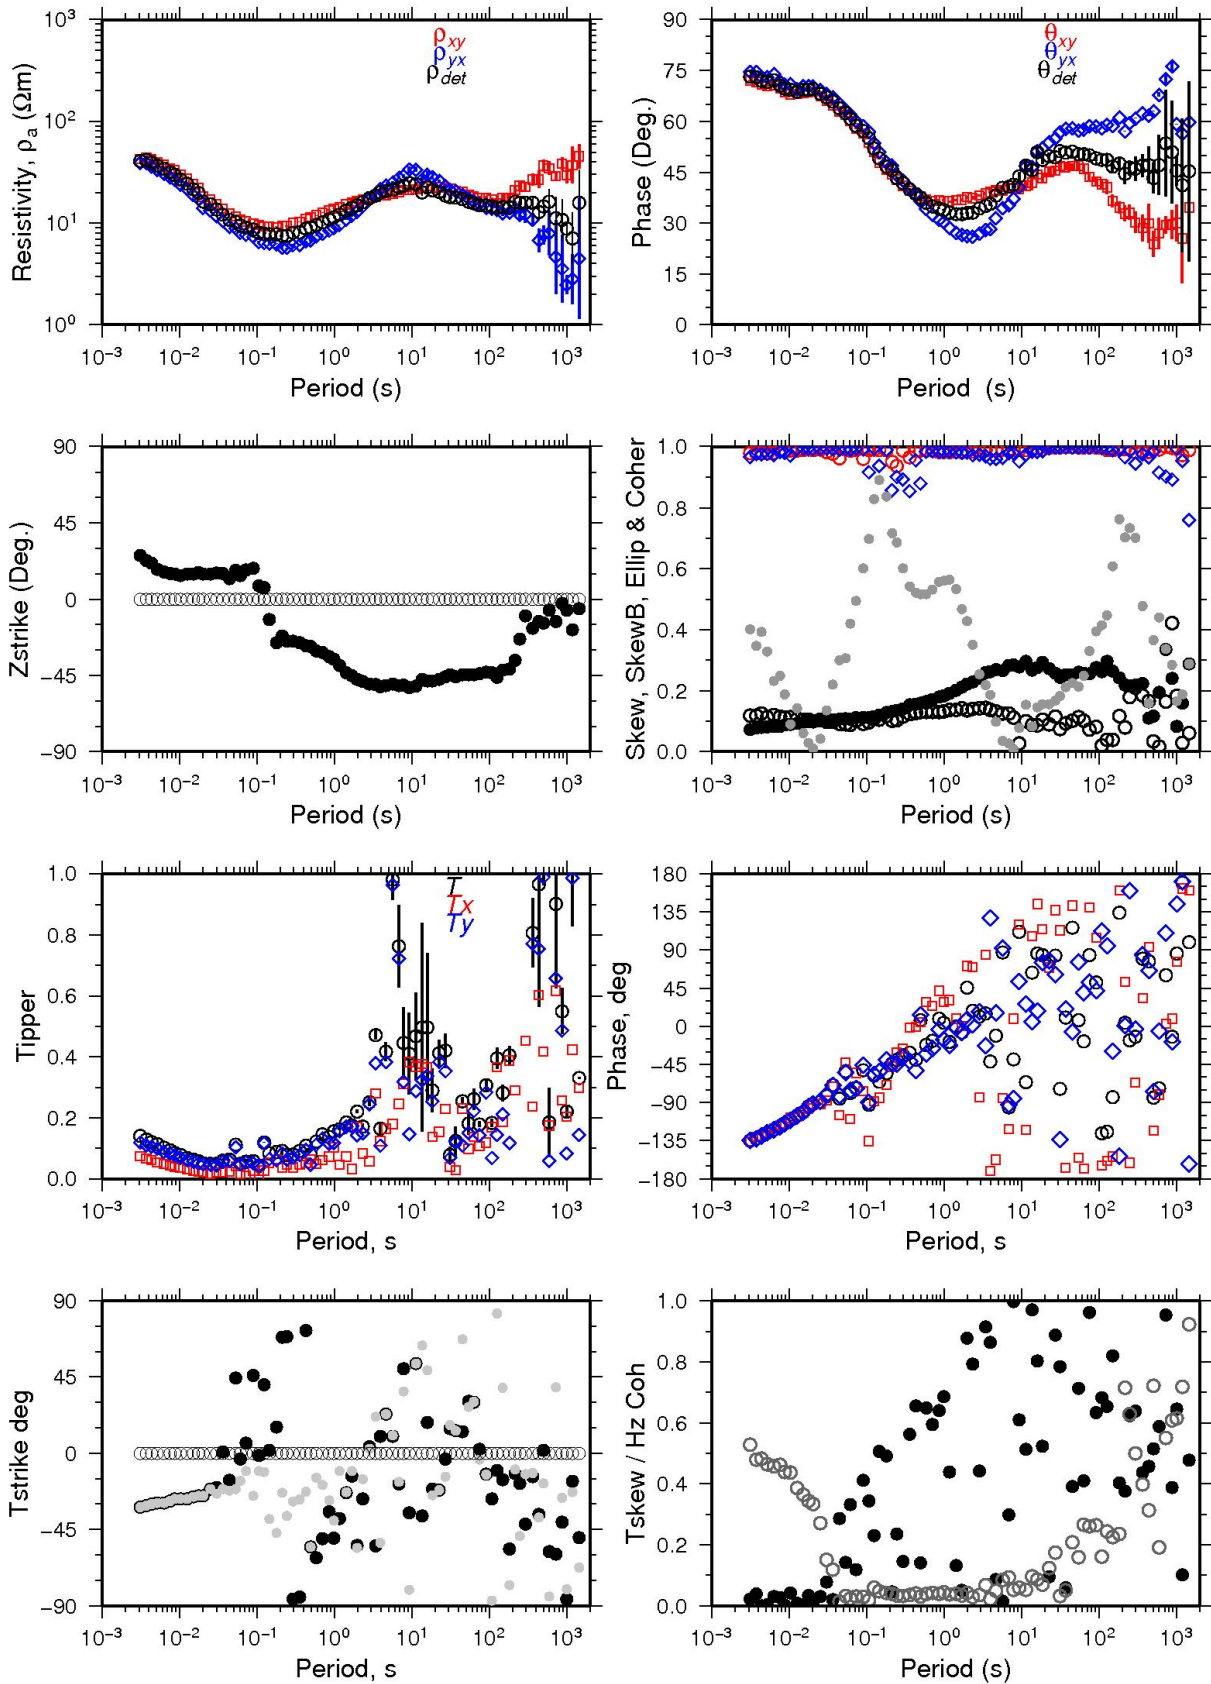 10³
10²
10¹
10⁰
Resistivity, ρₐ (Ωm)
ρxy
ρyx
ρdet
10⁻³ 10⁻² 10⁻¹ 10⁰ 10¹ 10² 10³
Period (s)
90
75
60
45
30
15
0
Phase (Deg.)
θxy
θyx
θdet
10⁻³ 10⁻² 10⁻¹ 10⁰ 10¹ 10² 10³
Period (s)
90
45
0
−45
−90
Zstrike (Deg.)
10⁻³ 10⁻² 10⁻¹ 10⁰ 10¹ 10² 10³
Period (s)
1.0
0.8
0.6
0.4
0.2
0.0
Skew, SkewB, Ellip & Coher
10⁻³ 10⁻² 10⁻¹ 10⁰ 10¹ 10² 10³
Period (s)
1.0
0.8
0.6
0.4
0.2
0.0
Tipper
T
Tx
Ty
10⁻³ 10⁻² 10⁻¹ 10⁰ 10¹ 10² 10³
Period, s
180
135
90
45
0
−45
−90
−135
−180
Phase, deg
10⁻³ 10⁻² 10⁻¹ 10⁰ 10¹ 10² 10³
Period, s
90
45
0
−45
−90
Tstrike deg
10⁻³ 10⁻² 10⁻¹ 10⁰ 10¹ 10² 10³
Period, s
1.0
0.8
0.6
0.4
0.2
0.0
Tskew / Hz Coh
10⁻³ 10⁻² 10⁻¹ 10⁰ 10¹ 10² 10³
Period (s)